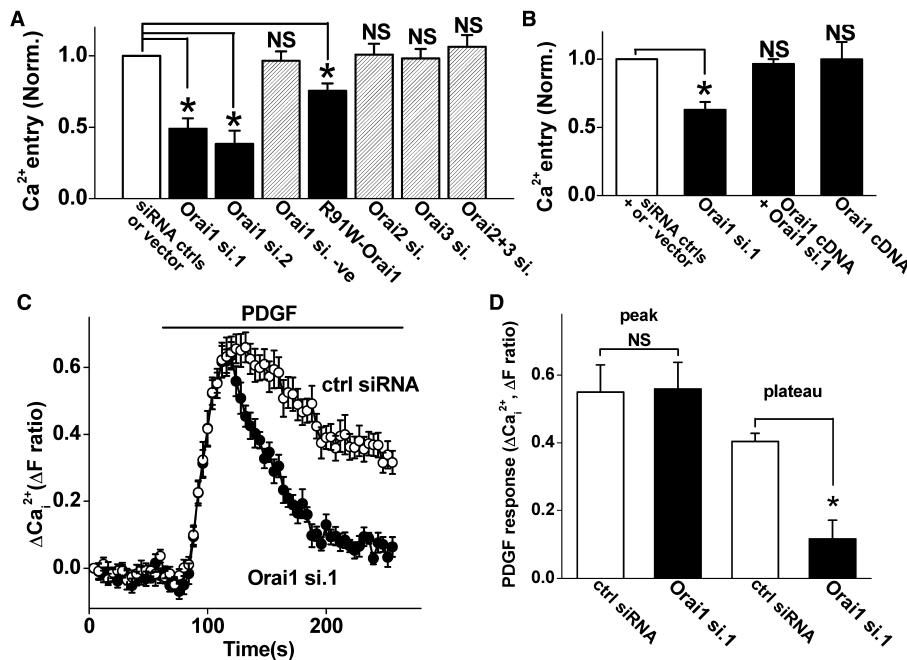 A
Ca2+ entry (Norm.)
1.0
0.5
0.0
*
*
NS
*
NS
NS
NS
siRNA ctrls
or vector
Orai1 si.1
Orai1 si.2
Orai1 si. -ve
R91W-Orai1
Orai2 si.
Orai3 si.
Orai2+3 si.
B
Ca2+ entry (Norm.)
1.0
0.5
0.0
*
NS
NS
siRNA ctrls
+ or - vector
Orai1 si.1
Orai1 cDNA
+ Orai1 si.1
Orai1 cDNA
C
PDGF
ΔCai2+(ΔF ratio)
0.6
0.4
0.2
0.0
ctrl siRNA
Orai1 si.1
0
100
200
Time(s)
D
PDGF response (ΔCai2+, ΔF ratio)
0.6
0.4
0.2
0.0
peak
NS
plateau
*
ctrl siRNA
Orai1 si.1
ctrl siRNA
Orai1 si.1